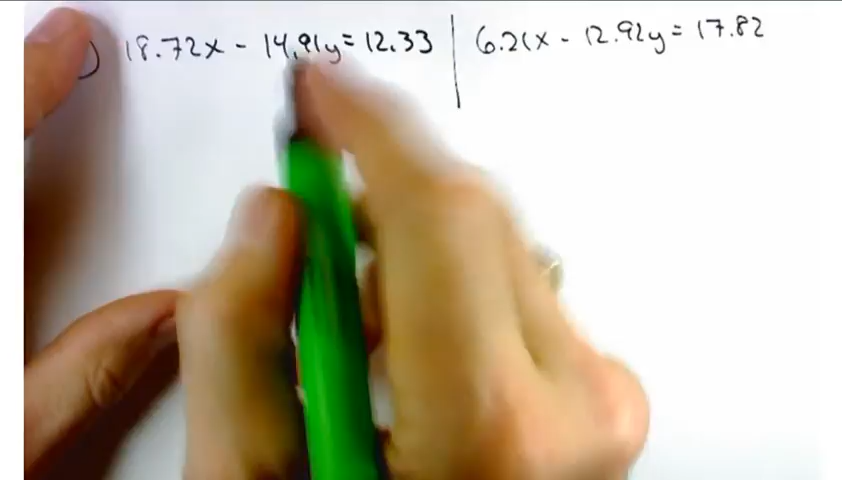 ) 18.72x - 14.91y = 12.33 | 6.21x - 12.92y = 17.82